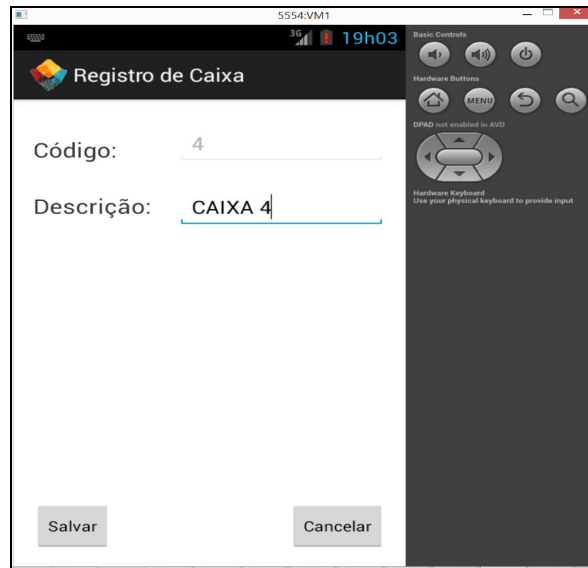 5554:VM1
3G 19h03
Registro de Caixa
Código: 4
Descrição: CAIXA 4
Salvar Cancelar
Basic Controls
Hardware Buttons
MENU
DPAD not enabled in AVD
Hardware Keyboard
Use your physical keyboard to provide input